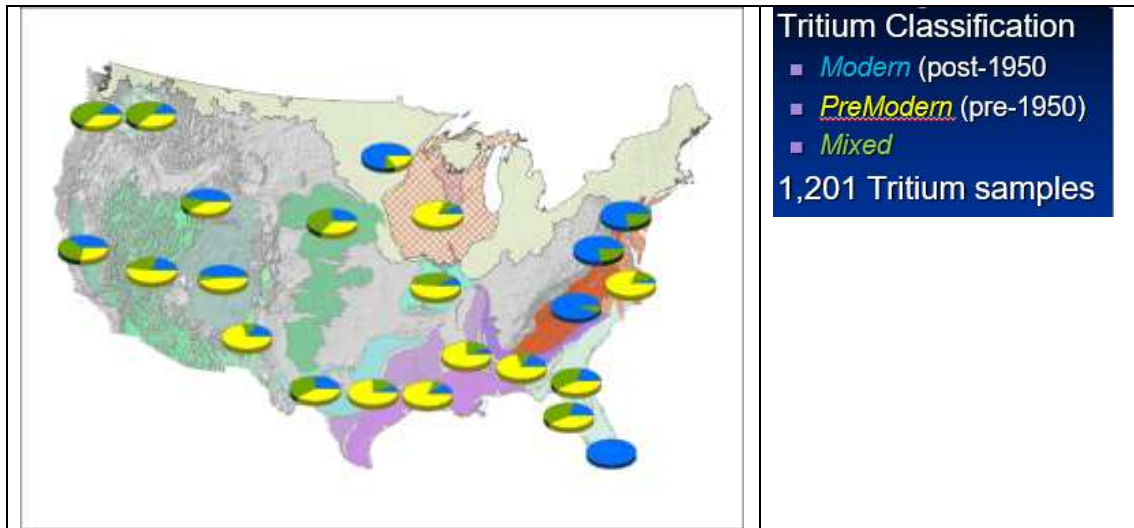 Tritium Classification
Modern (post-1950
PreModern (pre-1950)
Mixed
1,201 Tritium samples